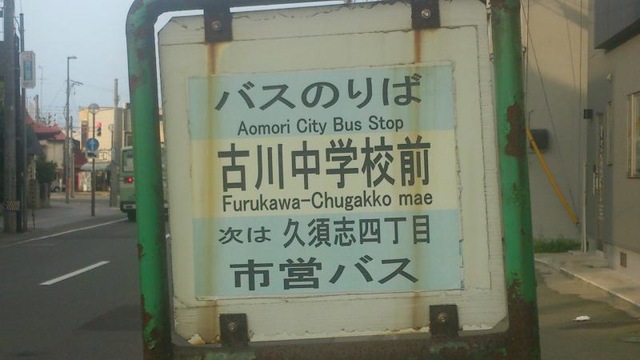 バスのりば
Aomori City Bus Stop
古川中学校前
Furukawa-Chugakko mae
次は 久須志四丁目
市営バス